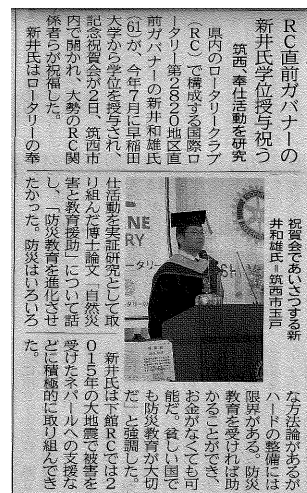 RC直前ガバナーの
新井氏学位授与祝う
筑西、奉仕活動を研究
県内のロータリークラブ
(RC)で構成する国際ロ
ータリー第2820地区直
前ガバナーの新井和雄氏
(61)が、今年7月に早稲田
大学から学位を授与され、
記念祝賀会が2日、筑西市
内で開かれ、大勢のRC関
係者らが祝福した。
新井氏はロータリーの奉
仕活動を実証研究として取
り組んだ博士論文「自然災
害と教育援助」について話
し、「防災教育を進化させ
たかった。防災はいろいろ
な方法論があるが
ハードの整備には
限界がある。防災
教育を受ければ助
かることができ、
お金がなくても可
能だ。貧しい国で
も防災教育が大切
だ」と強調した。
新井氏は下館RCでは2
015年の大地震で被害を
受けたネパールへの支援な
どに積極的に取り組んでき
た。
祝賀会であいさつする新
井和雄氏=筑西市玉戸